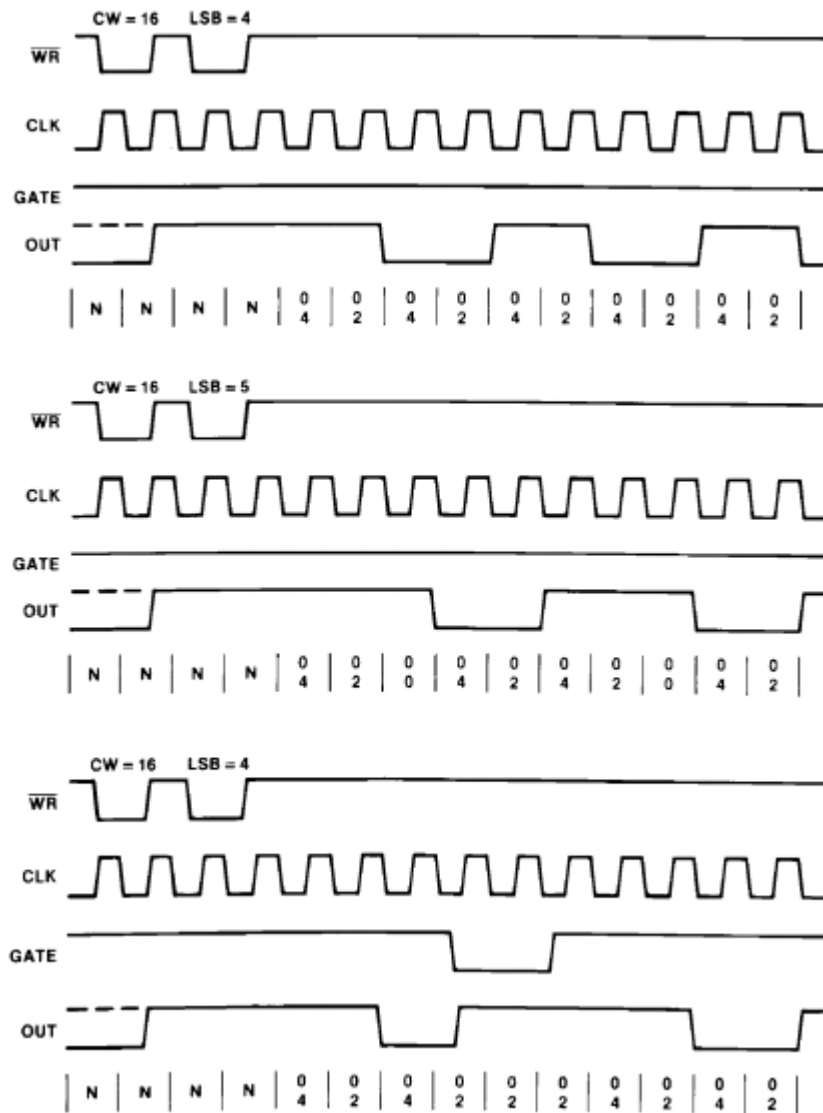 CW = 16 LSB = 4
WR
CLK
GATE
OUT
N N N N 0 0 0 0 0 0 0 0 0 0
4 2 4 2 4 2 4 2 4 2
CW = 16 LSB = 5
WR
CLK
GATE
OUT
N N N N 0 0 0 0 0 0 0 0 0 0
4 2 0 4 2 4 2 0 4 2
CW = 16 LSB = 4
WR
CLK
GATE
OUT
N N N N 0 0 0 0 0 0 0 0 0 0
4 2 4 2 2 2 4 2 4 2